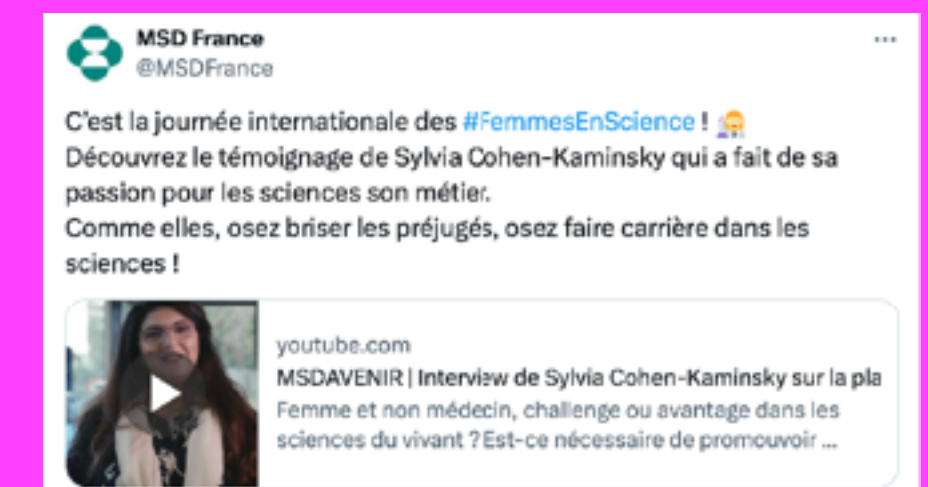 MSD France
@MSDFrance
C'est la journée internationale des #FemmesEnScience ! 👩‍🔬
Découvrez le témoignage de Sylvia Cohen-Kaminsky qui a fait de sa
passion pour les sciences son métier.
Comme elles, osez briser les préjugés, osez faire carrière dans les
sciences !
youtube.com
MSDAVENIR | Interview de Sylvia Cohen-Kaminsky sur la pla
Femme et non médecin, challenge ou avantage dans les
sciences du vivant ? Est-ce nécessaire de promouvoir ...